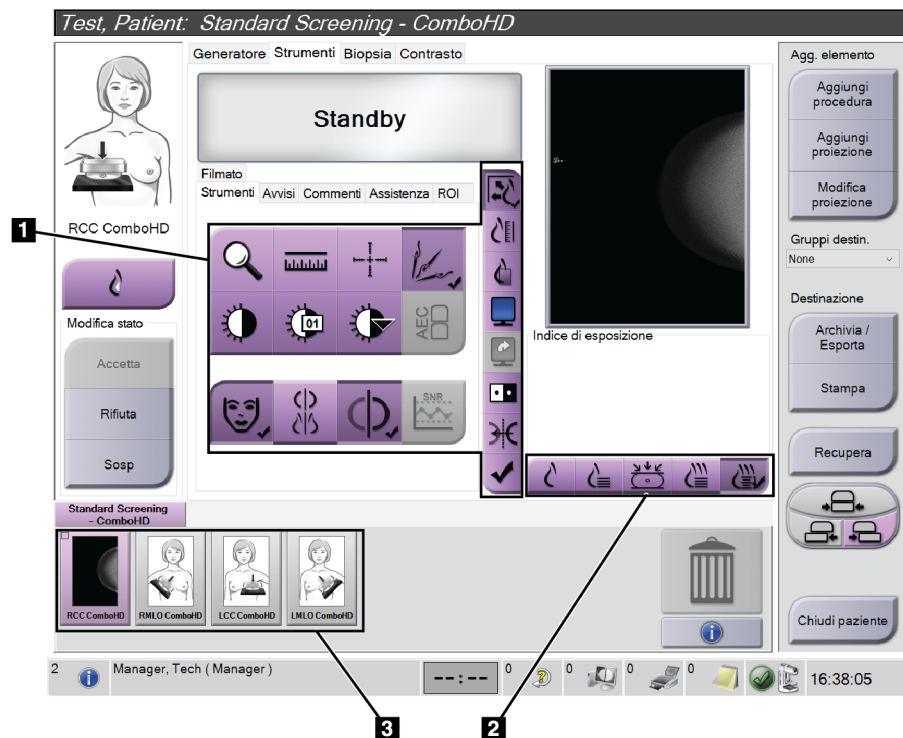 Test, Patient: Standard Screening - ComboHD
RCC ComboHD
Modifica stato
Accetta
Rifiuta
Sosp
Generatore Strumenti Biopsia Contrasto
Standby
Filmato
Strumenti Avvisi Commenti Assistenza ROI
1
01
AEC
SNR
Indice di esposizione
Agg. elemento
Aggiungi
procedura
Aggiungi
proiezione
Modifica
proiezione
Gruppi destin.
None
Destinazione
Archivia /
Esporta
Stampa
Recupera
Chiudi paziente
Standard Screening
- ComboHD
RCC ComboHD RMLO ComboHD LCC ComboHD LMLO ComboHD
2 Manager, Tech ( Manager ) --:-- 0 0 0 0 16:38:05
3 2